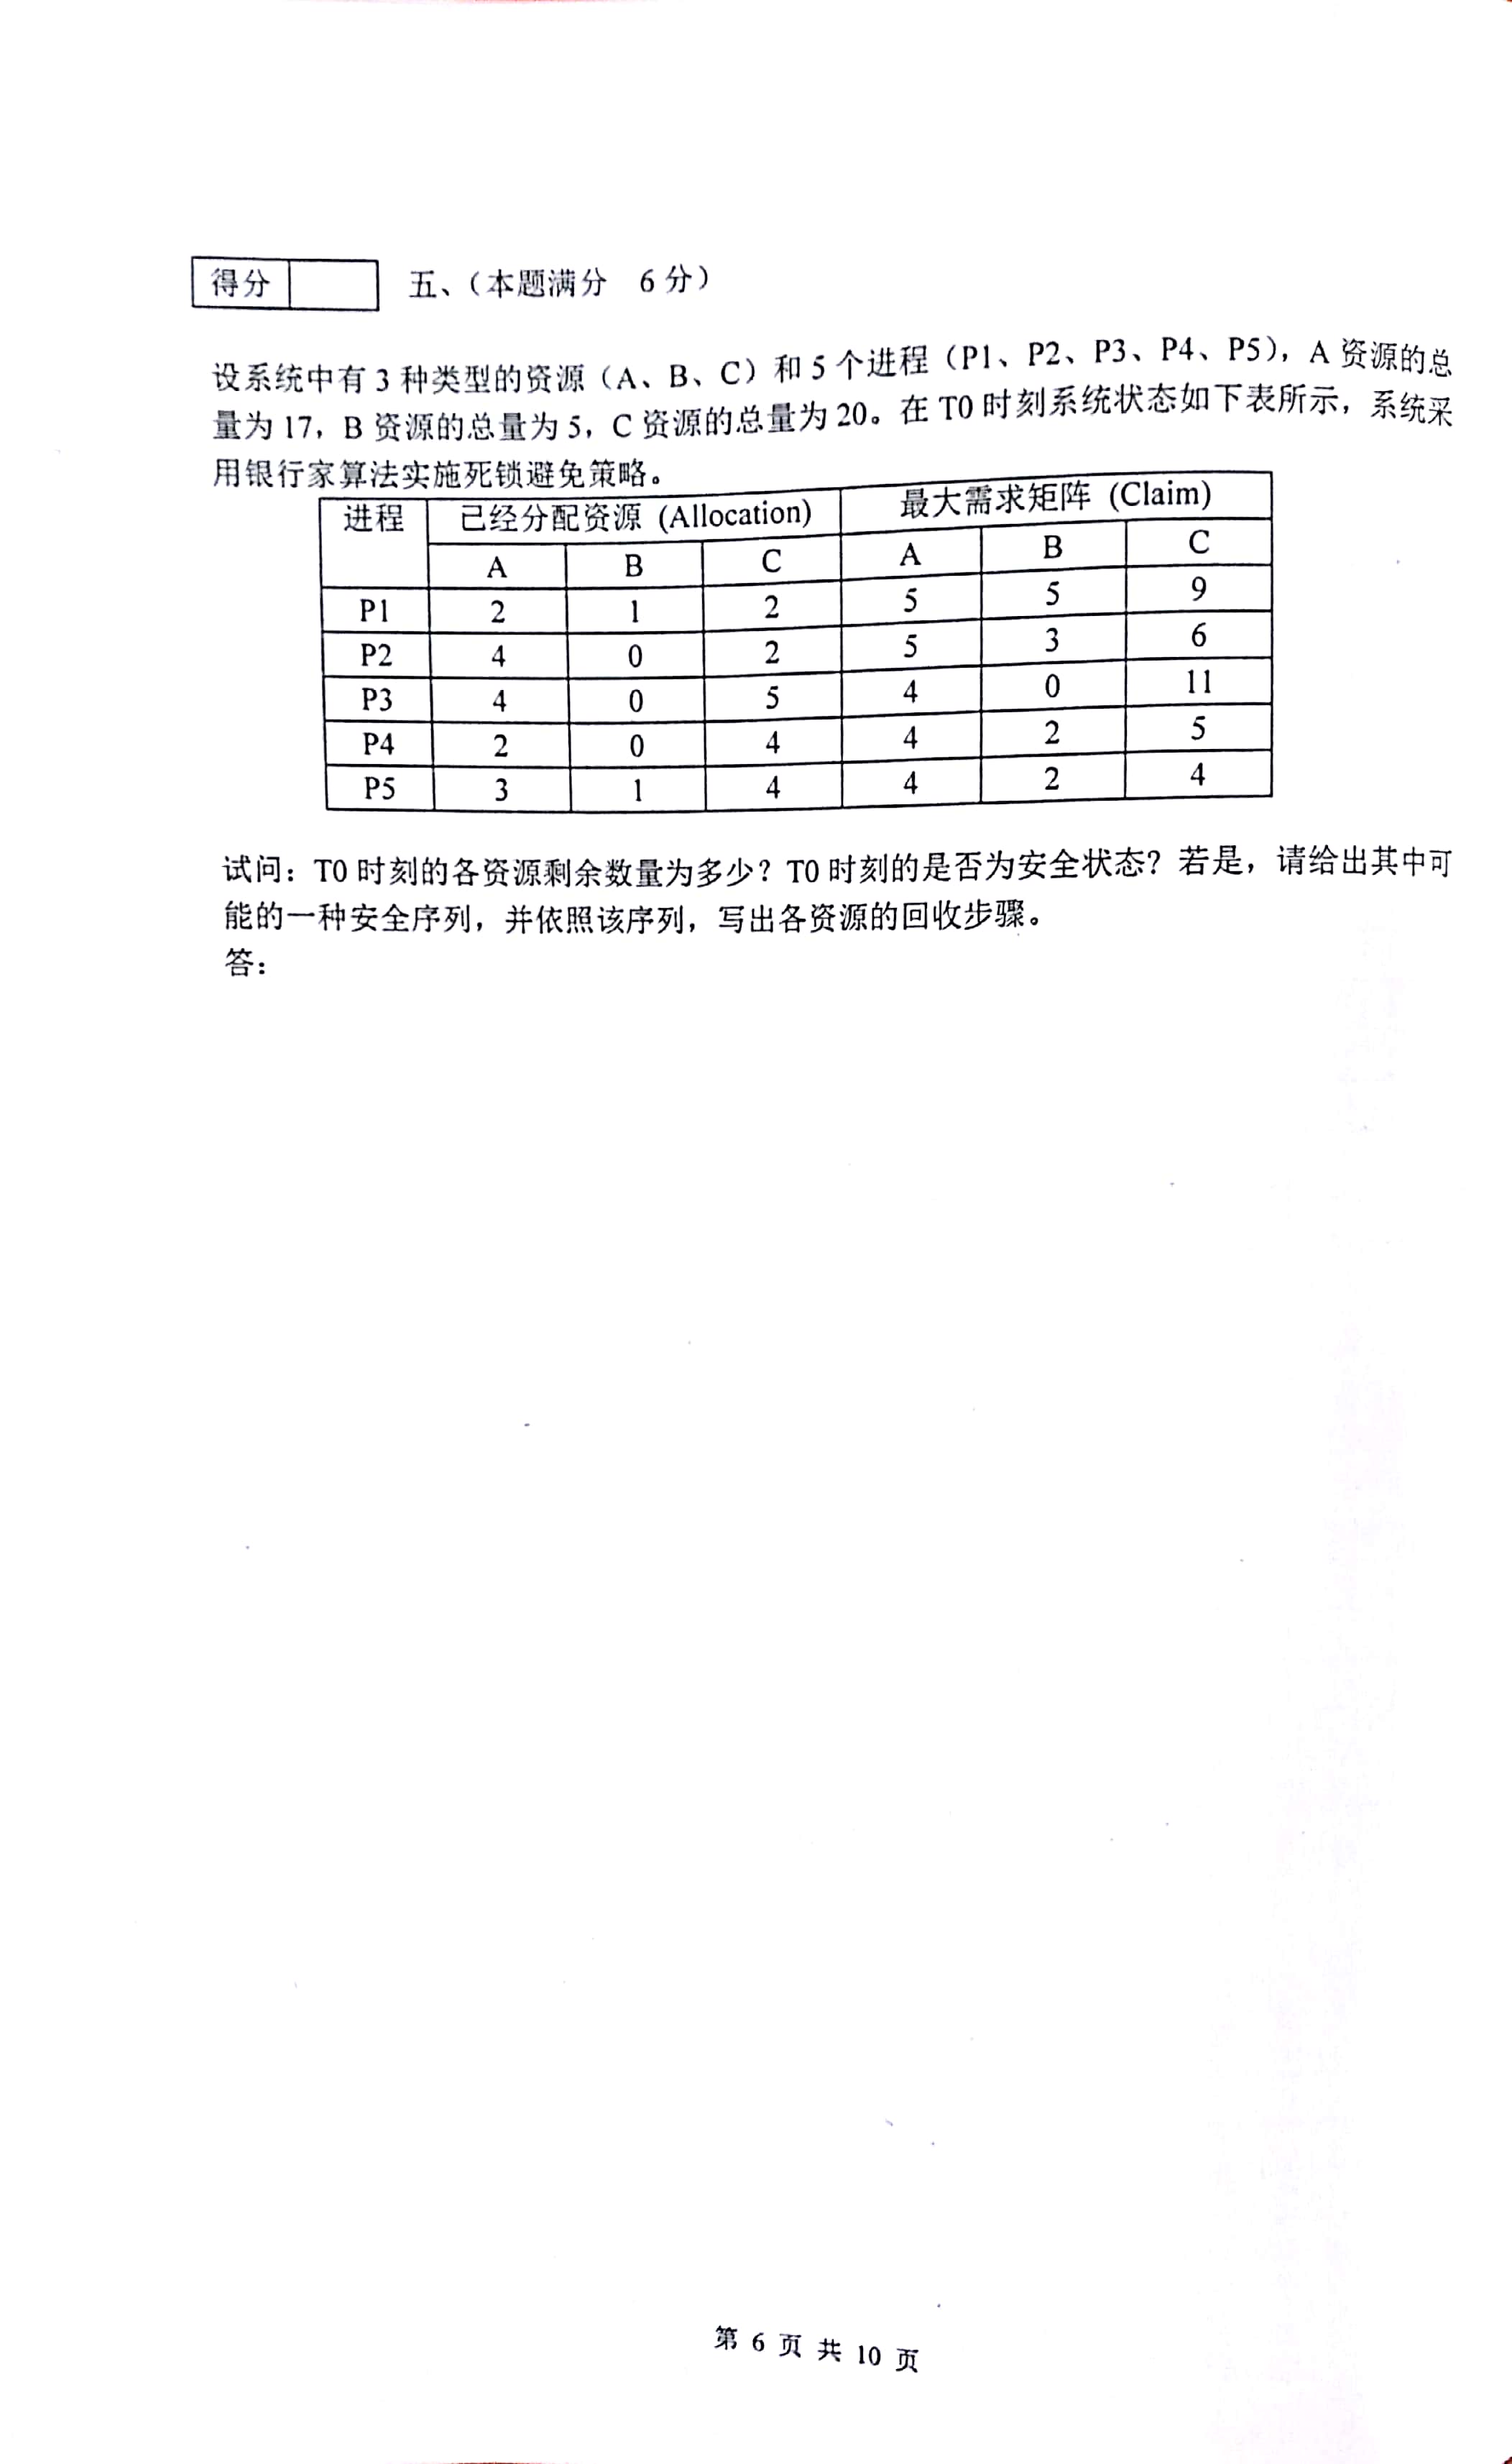 得分 五、（本题满分 6 分）
设系统中有 3 种类型的资源（A、B、C）和 5 个进程（P1、P2、P3、P4、P5），A 资源的总
量为 17，B 资源的总量为 5，C 资源的总量为 20。在 T0 时刻系统状态如下表所示，系统采
用银行家算法实施死锁避免策略。
进程 已经分配资源 (Allocation) 最大需求矩阵 (Claim)
A B C A B C
P1 2 1 2 5 5 9
P2 4 0 2 5 3 6
P3 4 0 5 4 0 11
P4 2 0 4 4 2 5
P5 3 1 4 4 2 4
试问：T0 时刻的各资源剩余数量为多少？T0 时刻的是否为安全状态？若是，请给出其中可
能的一种安全序列，并依照该序列，写出各资源的回收步骤。
答：
第 6 页 共 10 页